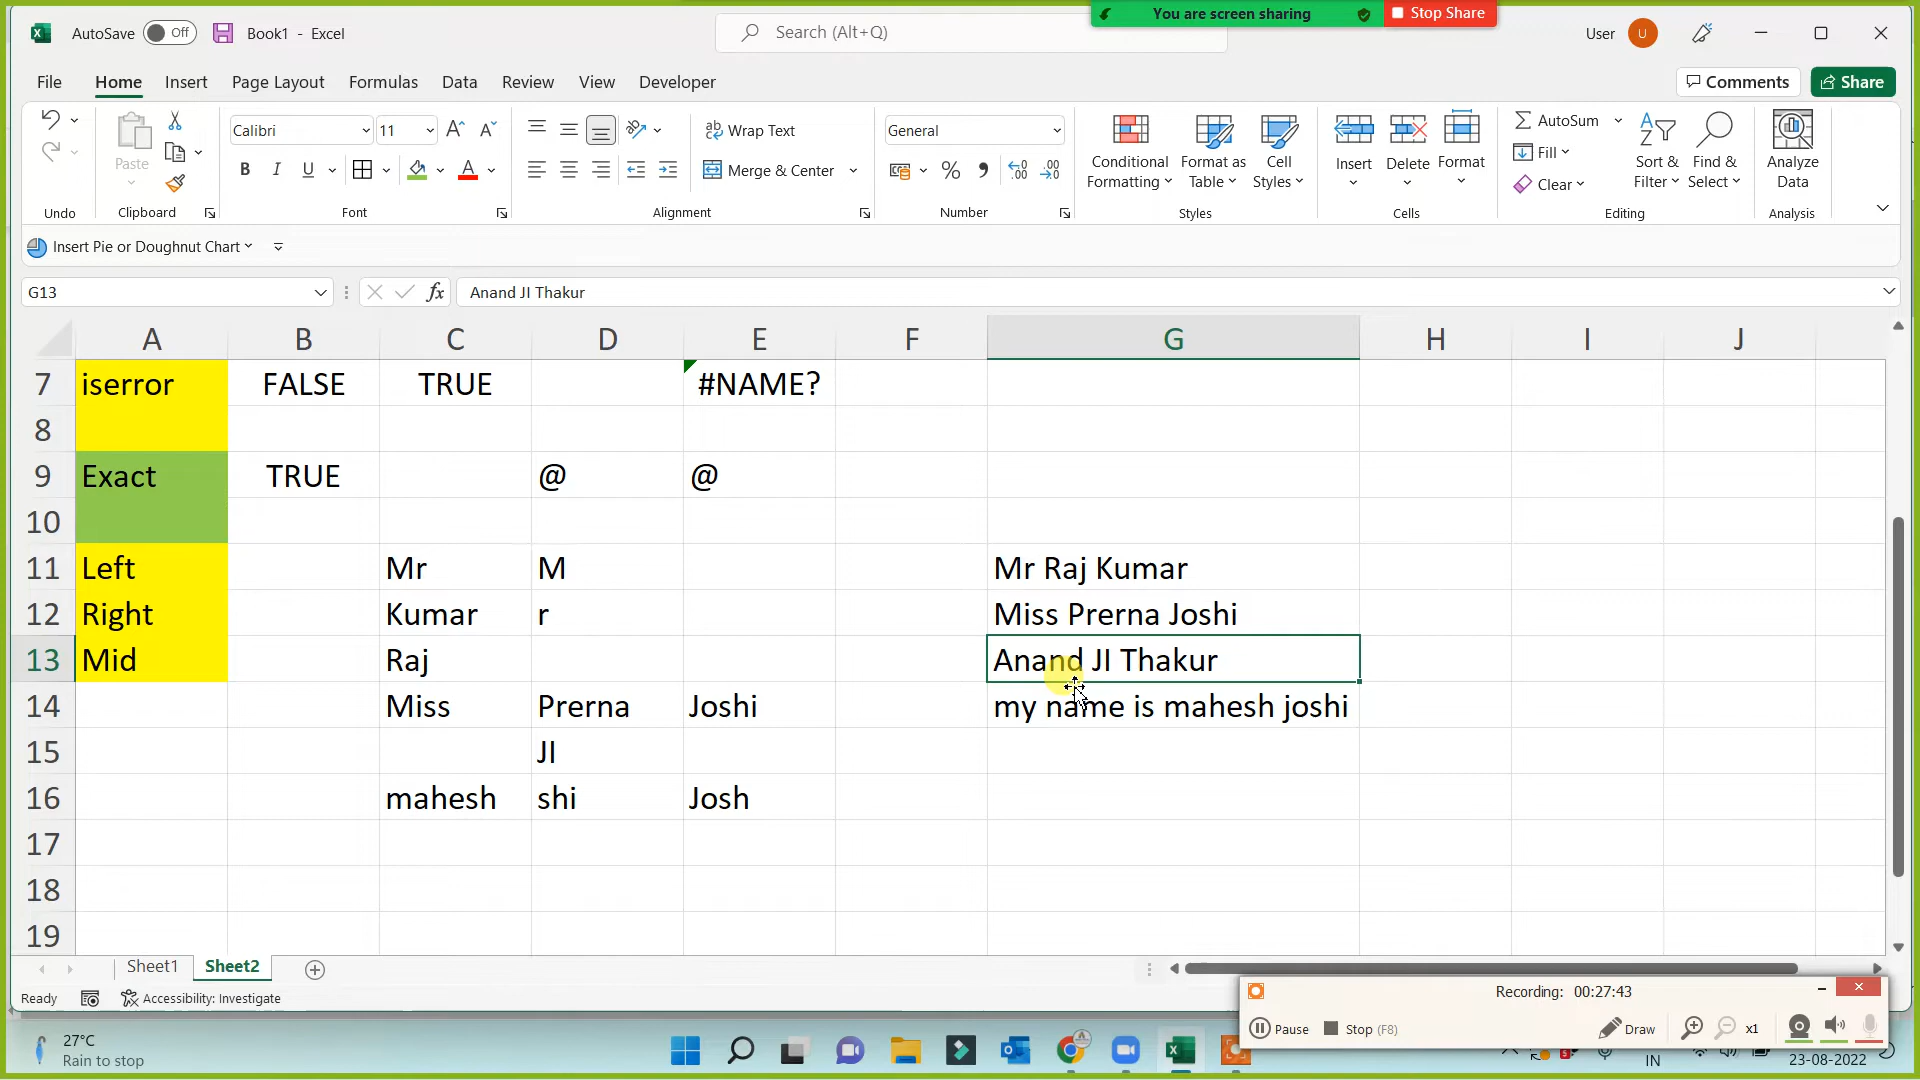 You are screen sharing Stop Share
AutoSave Off Book1 - Excel Search (Alt+Q) User U
File Home Insert Page Layout Formulas Data Review View Developer Comments Share
Paste Calibri 11 Wrap Text General Conditional Formatting Format as Table Cell Styles Insert Delete Format AutoSum Sort & Filter Find & Select Analyze Data
B I U Merge & Center Fill
Clear
Undo Clipboard Font Alignment Number Styles Cells Editing Analysis
Insert Pie or Doughnut Chart
G13 fx Anand JI Thakur
A B C D E F G H I J
7 iserror FALSE TRUE #NAME?
8
9 Exact TRUE @ @
10
11 Left Mr M Mr Raj Kumar
12 Right Kumar r Miss Prerna Joshi
13 Mid Raj Anand JI Thakur
14 Miss Prerna Joshi my name is mahesh joshi
15 JI
16 mahesh shi Josh
17
18
19
Sheet1 Sheet2
Ready Accessibility: Investigate
Recording: 00:27:43
Pause Stop (F8) Draw x1
27°C
Rain to stop
IN 23-08-2022